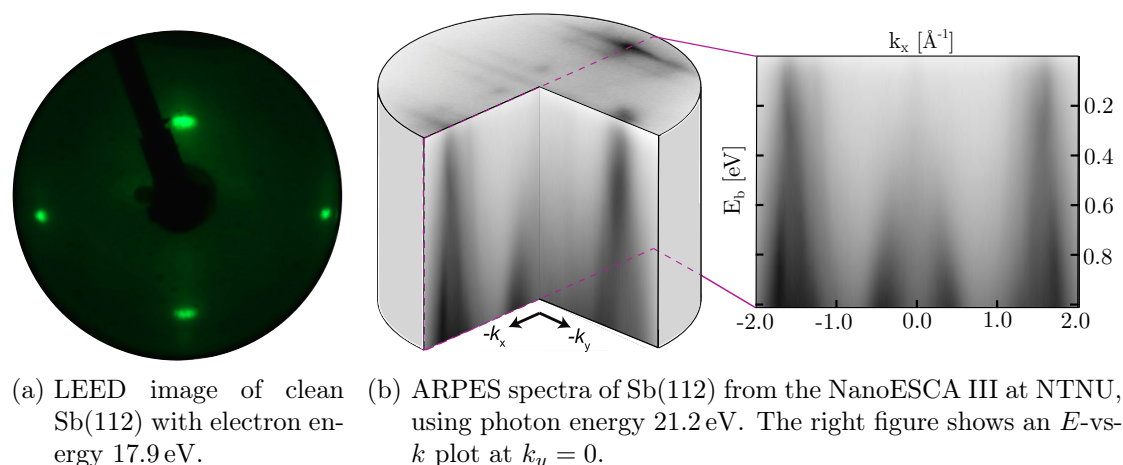 kₓ [Å⁻¹]
0.2
0.4
0.6
0.8
E_b [eV]
-2.0 -1.0 0.0 1.0 2.0
-kₓ -k_y
(a) LEED image of clean
Sb(112) with electron en-
ergy 17.9 eV.
(b) ARPES spectra of Sb(112) from the NanoESCA III at NTNU,
using photon energy 21.2 eV. The right figure shows an E-vs-
k plot at k_y = 0.